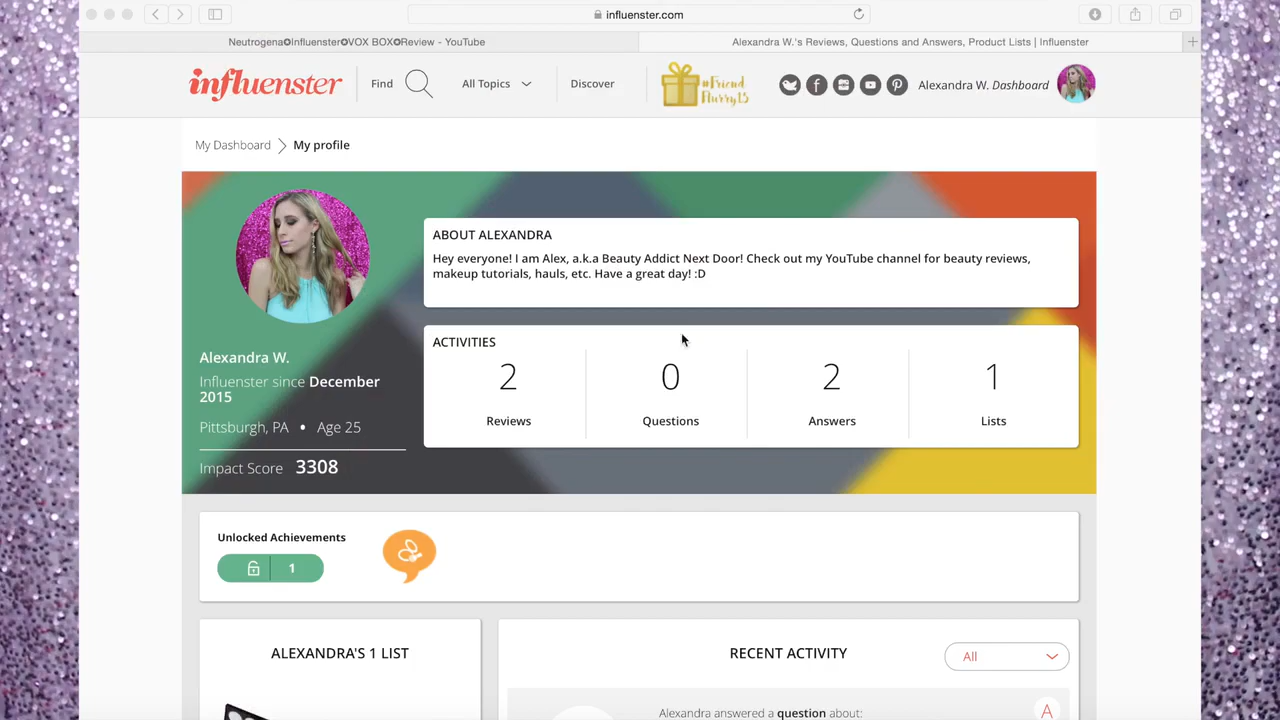 influenster.com
Neutrogena✪Influenster✪VOX BOX✪Review - YouTube
Alexandra W.'s Reviews, Questions and Answers, Product Lists | Influenster
influenster
Find
All Topics
Discover
#Friend
Flurry15
Alexandra W. Dashboard
My Dashboard
My profile
ABOUT ALEXANDRA
Hey everyone! I am Alex, a.k.a Beauty Addict Next Door! Check out my YouTube channel for beauty reviews,
makeup tutorials, hauls, etc. Have a great day! :D
Alexandra W.
Influenster since December
2015
Pittsburgh, PA • Age 25
Impact Score 3308
ACTIVITIES
2 0 2 1
Reviews Questions Answers Lists
Unlocked Achievements
1
ALEXANDRA'S 1 LIST
RECENT ACTIVITY
All
Alexandra answered a question about:
A